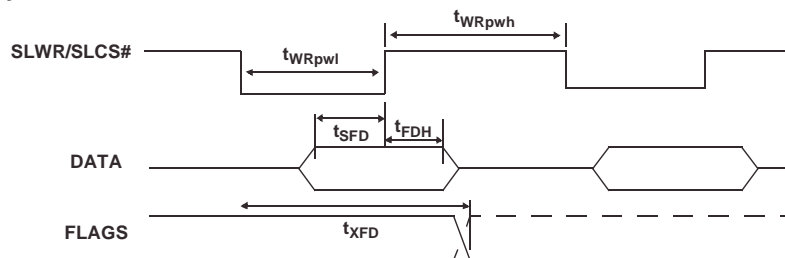 tWRpwh
SLWR/SLCS#
tWRpwl
tSFD
tFDH
DATA
FLAGS
tXFD